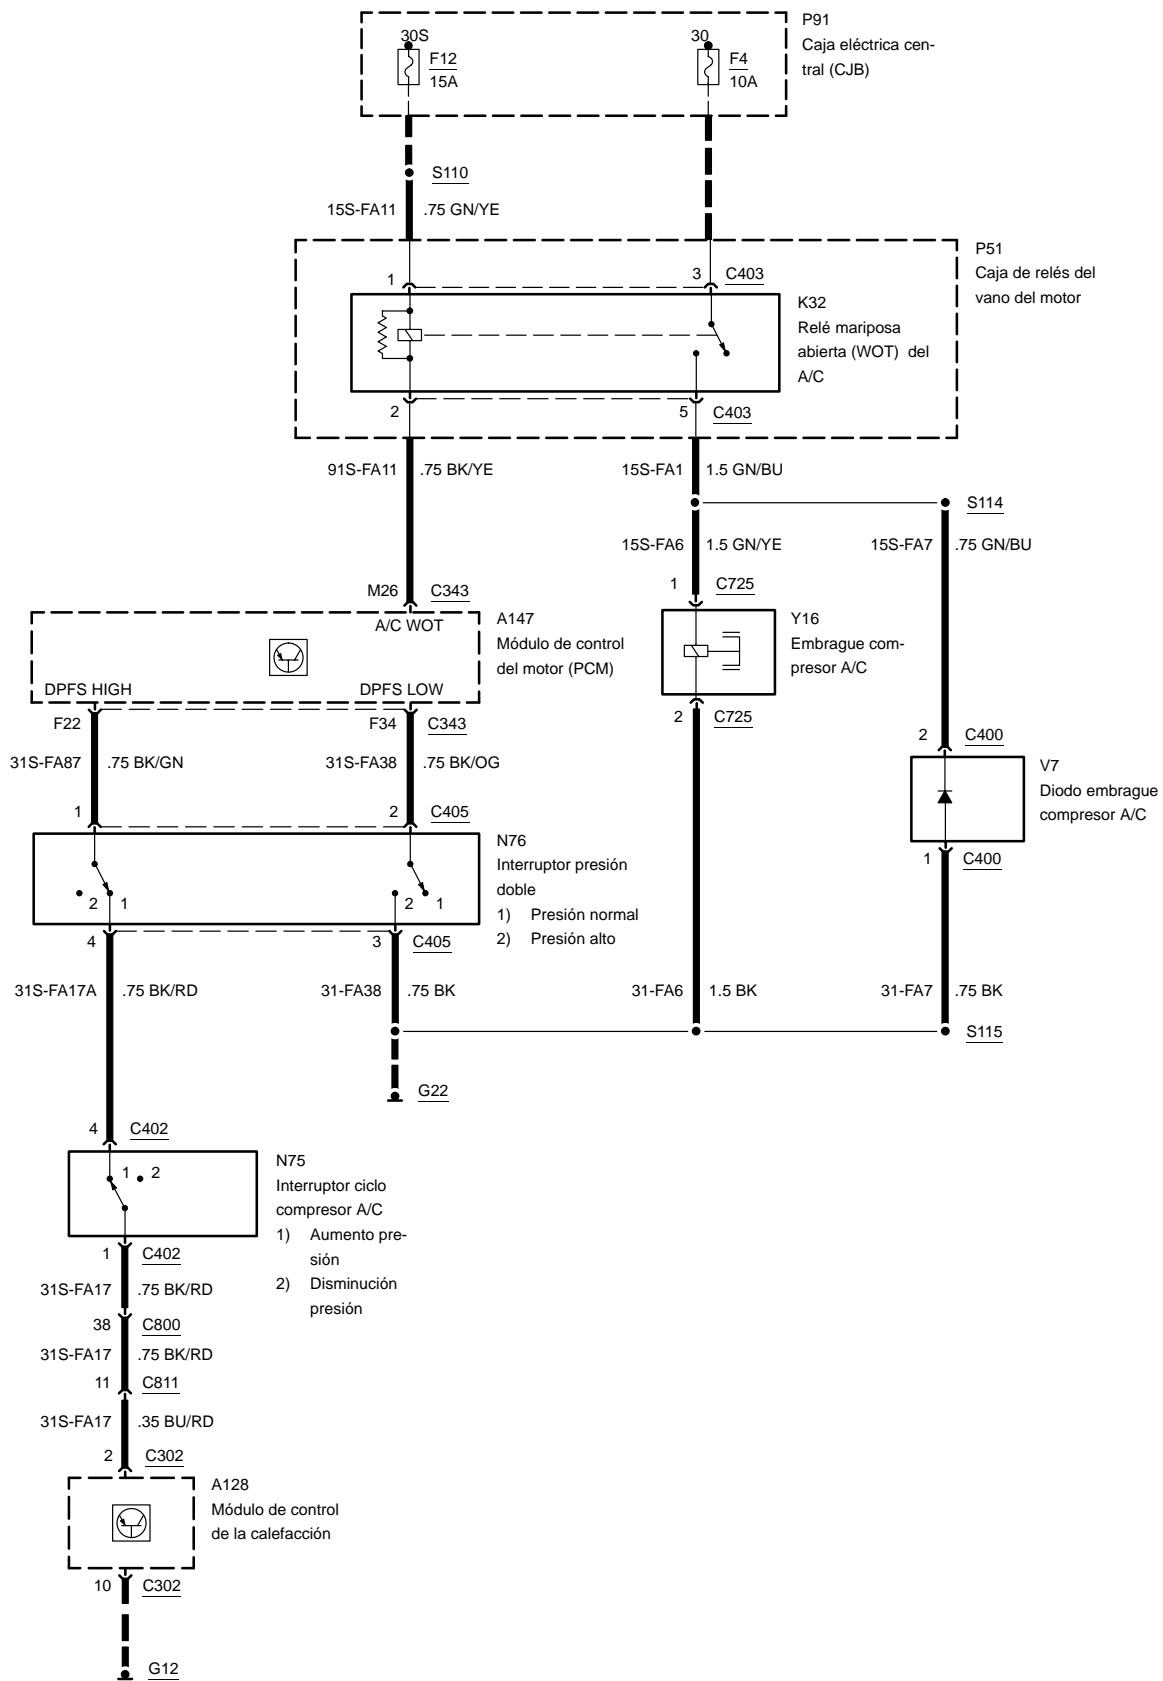 P91
Caja eléctrica cen-
tral (CJB)
30S
F12
15A
30
F4
10A
S110
15S-FA11 .75 GN/YE
P51
Caja de relés del
vano del motor
1
3 C403
K32
Relé mariposa
abierta (WOT) del
A/C
2
5 C403
91S-FA11 .75 BK/YE
15S-FA1 1.5 GN/BU
S114
15S-FA6 1.5 GN/YE
15S-FA7 .75 GN/BU
M26 C343
1 C725
A/C WOT
A147
Módulo de control
del motor (PCM)
Y16
Embrague com-
presor A/C
DPFS HIGH
DPFS LOW
F22
F34 C343
2 C725
2 C400
31S-FA87 .75 BK/GN
31S-FA38 .75 BK/OG
V7
Diodo embrague
compresor A/C
1
2 C405
1 C400
N76
Interruptor presión
doble
1) Presión normal
2) Presión alto
2 1
2 1
4
3 C405
31S-FA17A .75 BK/RD
31-FA38 .75 BK
31-FA6 1.5 BK
31-FA7 .75 BK
S115
G22
4 C402
1 2
N75
Interruptor ciclo
compresor A/C
1) Aumento pre-
sión
2) Disminución
presión
1 C402
31S-FA17 .75 BK/RD
38 C800
31S-FA17 .75 BK/RD
11 C811
31S-FA17 .35 BU/RD
2 C302
A128
Módulo de control
de la calefacción
10 C302
G12